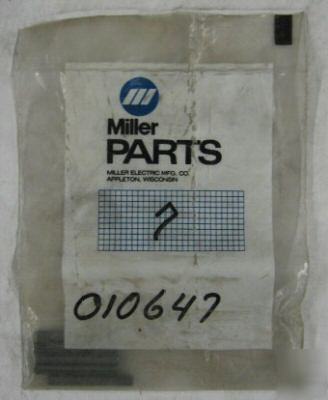 Miller
PARTS
MILLER ELECTRIC MFG. CO.
APPLETON, WISCONSIN
7
010647